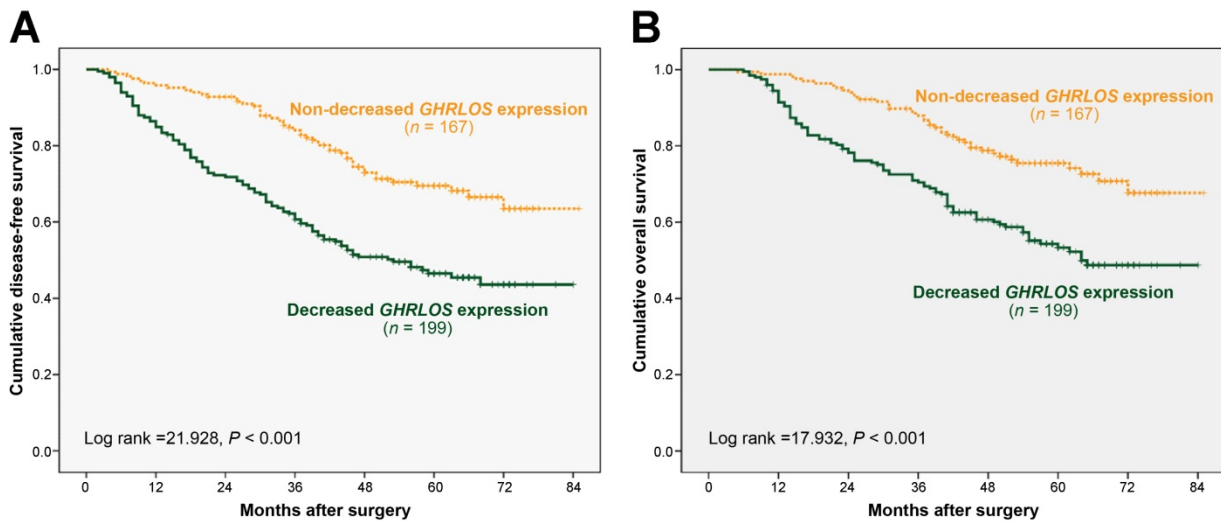 A
Cumulative disease-free survival
1.0
0.8
0.6
0.4
0.2
0.0
Non-decreased GHRLOS expression
(n = 167)
Decreased GHRLOS expression
(n = 199)
Log rank =21.928, P < 0.001
0 12 24 36 48 60 72 84
Months after surgery
B
Cumulative overall survival
1.0
0.8
0.6
0.4
0.2
0.0
Non-decreased GHRLOS expression
(n = 167)
Decreased GHRLOS expression
(n = 199)
Log rank =17.932, P < 0.001
0 12 24 36 48 60 72 84
Months after surgery